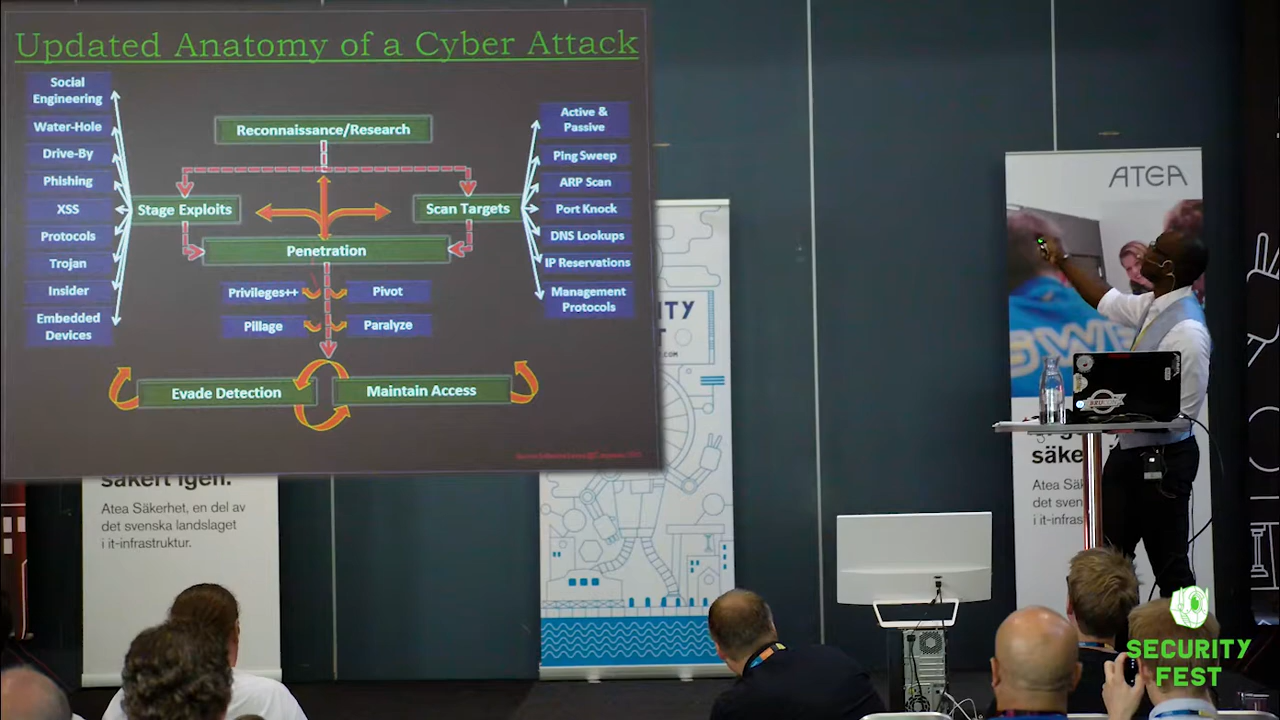 Updated Anatomy of a Cyber Attack
Social
Engineering
Water-Hole
Drive-By
Phishing
XSS
Protocols
Trojan
Insider
Embedded
Devices
Reconnaissance/Research
Stage Exploits
Scan Targets
Penetration
Privileges++
Pivot
Pillage
Paralyze
Evade Detection
Maintain Access
Active &
Passive
Ping Sweep
ARP Scan
Port Knock
DNS Lookups
IP Reservations
Management
Protocols
säkert igen.
Atea Säkerhet, en del av
det svenska landslaget
i it-infrastruktur.
ATEA
säke
Atea Säk
det sven
i it-infras
SECURITY
FEST